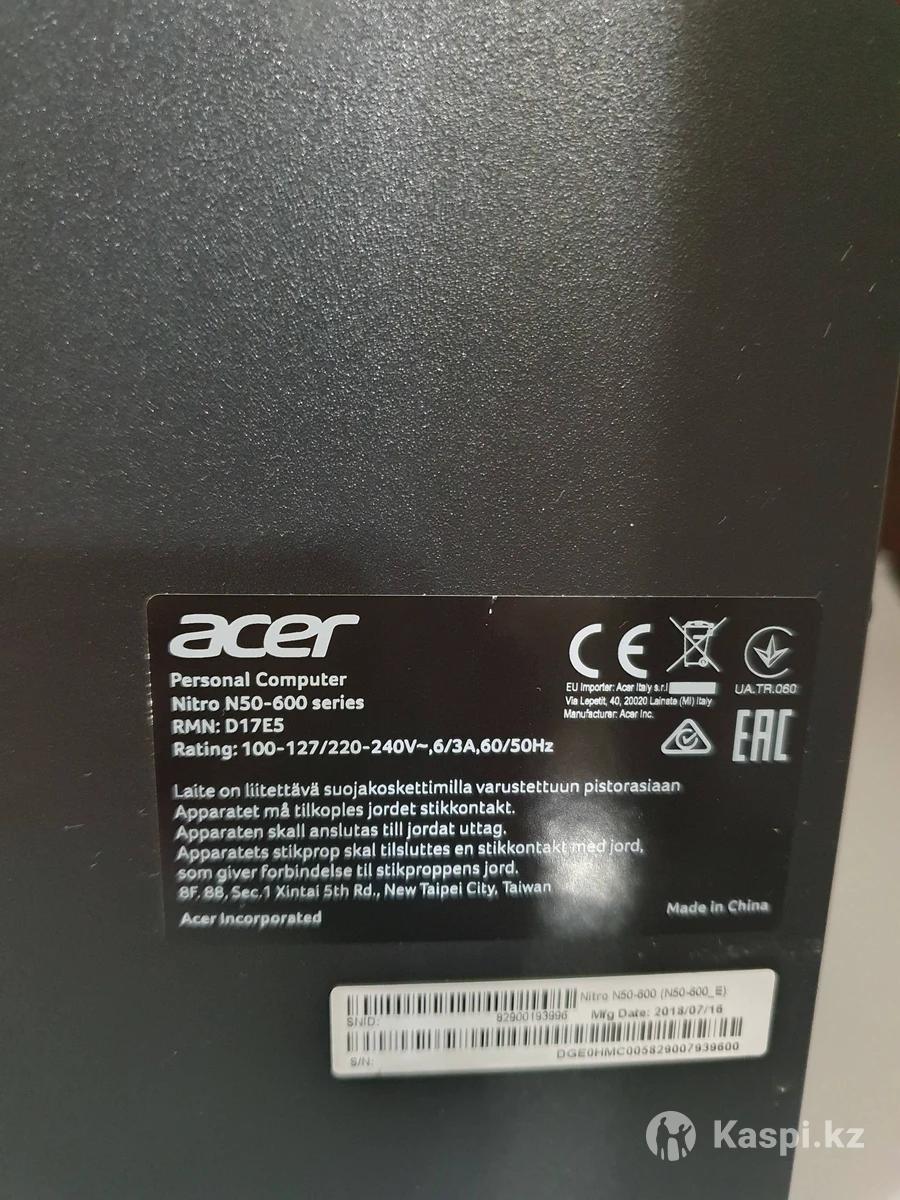 acer
Personal Computer
Nitro N50-600 series
RMN: D17E5
Rating: 100-127/220-240V~,6/3A,60/50Hz
CE
EU Importer: Acer Italy s.r.l
Via Lepetit, 40, 20020 Lainate (MI) Italy
Manufacturer: Acer Inc.
UA.TR.060
EAC
Laite on liitettävä suojakoskettimilla varustettuun pistorasiaan
Apparatet må tilkoples jordet stikkontakt.
Apparaten skall anslutas till jordat uttag.
Apparatets stikprop skal tilsluttes en stikkontakt med jord,
som giver forbindelse til stikproppens jord.
8F, 88, Sec.1 Xintai 5th Rd., New Taipei City, Taiwan
Acer Incorporated
Made in China
Nitro N50-600 (N50-600_E)
SNID: 82900193996 Mfg Date: 2018/07/16
S/N: DGE0HMC005829007939600
Kaspi.kz